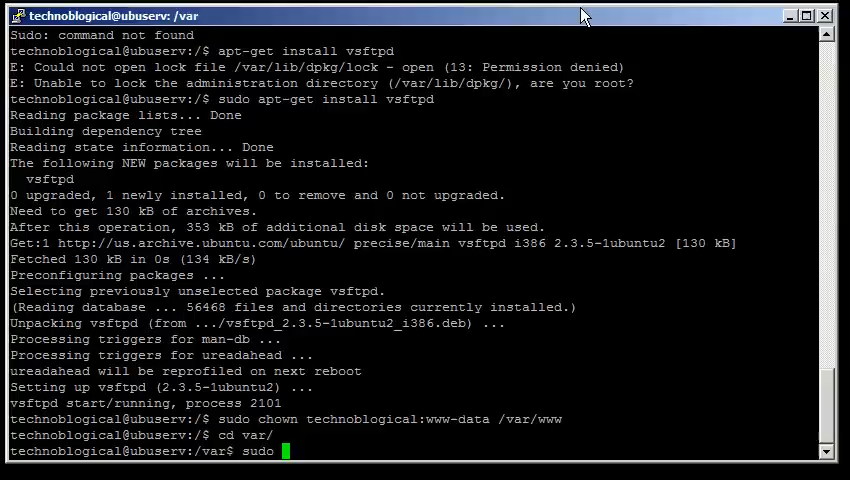 technoblogical@ubuserv: /var
Sudo: command not found
technoblogical@ubuserv:/$ apt-get install vsftpd
E: Could not open lock file /var/lib/dpkg/lock - open (13: Permission denied)
E: Unable to lock the administration directory (/var/lib/dpkg/), are you root?
technoblogical@ubuserv:/$ sudo apt-get install vsftpd
Reading package lists... Done
Building dependency tree
Reading state information... Done
The following NEW packages will be installed:
  vsftpd
0 upgraded, 1 newly installed, 0 to remove and 0 not upgraded.
Need to get 130 kB of archives.
After this operation, 353 kB of additional disk space will be used.
Get:1 http://us.archive.ubuntu.com/ubuntu/ precise/main vsftpd i386 2.3.5-1ubuntu2 [130 kB]
Fetched 130 kB in 0s (134 kB/s)
Preconfiguring packages ...
Selecting previously unselected package vsftpd.
(Reading database ... 56468 files and directories currently installed.)
Unpacking vsftpd (from .../vsftpd_2.3.5-1ubuntu2_i386.deb) ...
Processing triggers for man-db ...
Processing triggers for ureadahead ...
ureadahead will be reprofiled on next reboot
Setting up vsftpd (2.3.5-1ubuntu2) ...
vsftpd start/running, process 2101
technoblogical@ubuserv:/$ sudo chown technoblogical:www-data /var/www
technoblogical@ubuserv:/$ cd var/
technoblogical@ubuserv:/var$ sudo